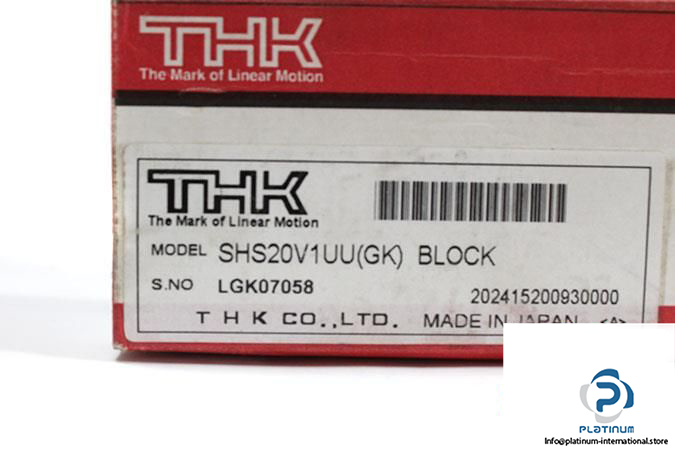 THK
The Mark of Linear Motion
THK
The Mark of Linear Motion
MODEL SHS20V1UU(GK) BLOCK
S.NO LGK07058
202415200930000
THK CO.,LTD. MADE IN JAPAN <A>
PLATINUM
Info@platinum-international.store